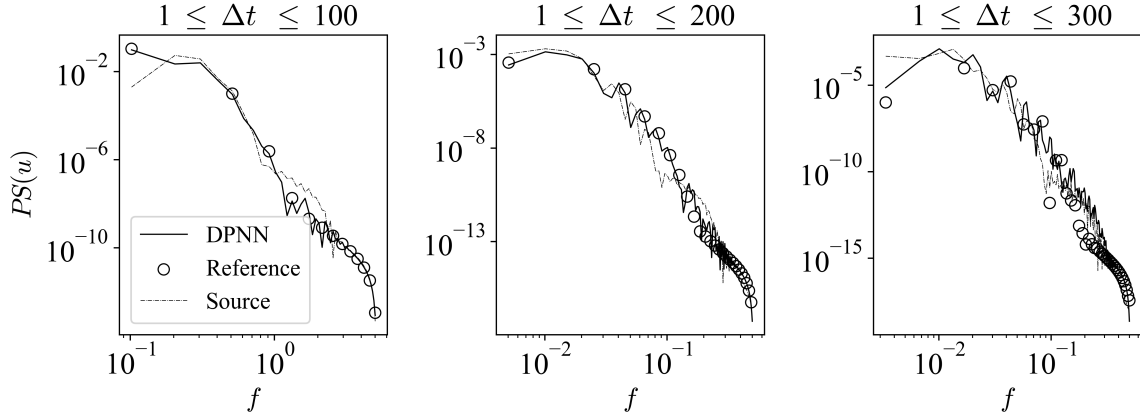 1 ≤ Δt ≤ 100
1 ≤ Δt ≤ 200
1 ≤ Δt ≤ 300
PS(u)
10⁻²
10⁻⁶
10⁻¹⁰
DPNN
Reference
Source
10⁻¹
10⁰
f
10⁻³
10⁻⁸
10⁻¹³
10⁻²
10⁻¹
f
10⁻⁵
10⁻¹⁰
10⁻¹⁵
10⁻²
10⁻¹
f